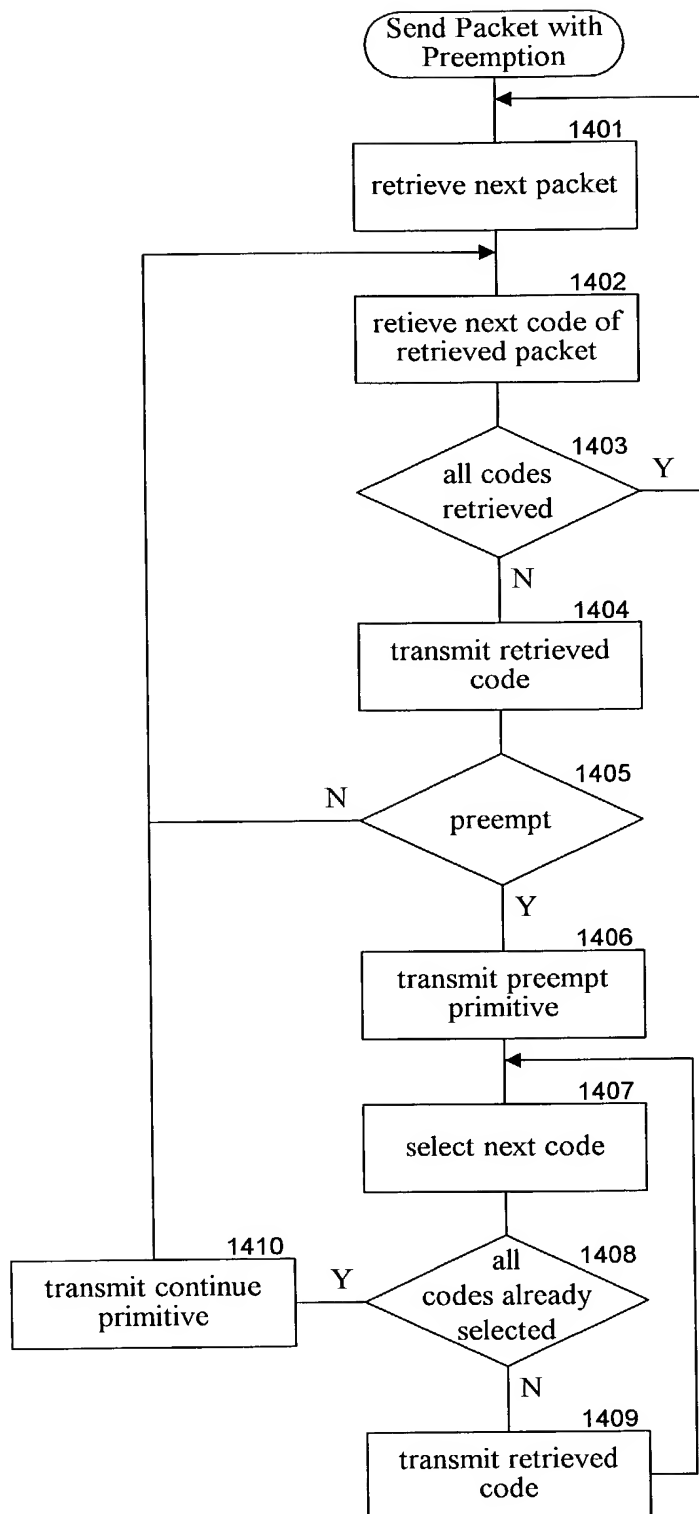 Send Packet with
Preemption
1401
retrieve next packet
1402
retieve next code of
retrieved packet
1403
all codes
retrieved
Y
N
1404
transmit retrieved
code
1405
preempt
N
Y
1406
transmit preempt
primitive
1407
select next code
1408
all
codes already
selected
Y
1410
transmit continue
primitive
N
1409
transmit retrieved
code